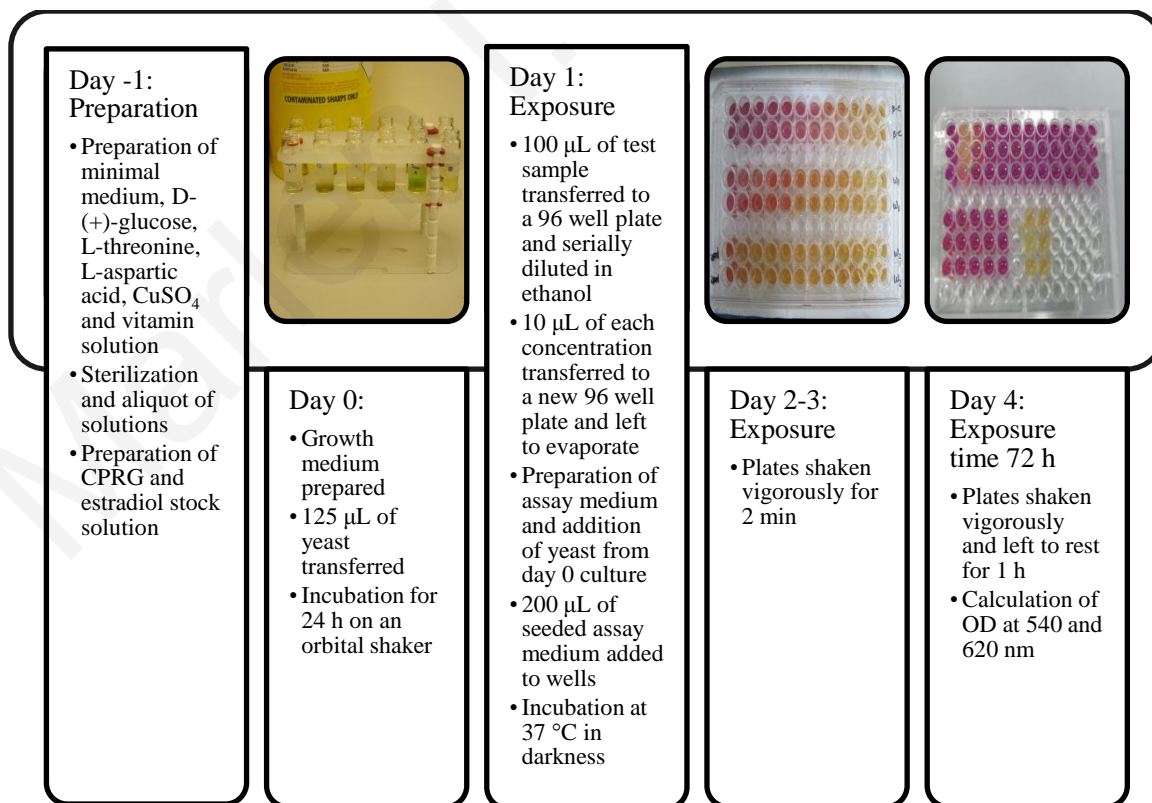 Day -1:
Preparation
• Preparation of
minimal
medium, D-
(+)-glucose,
L-threonine,
L-aspartic
acid, CuSO₄
and vitamin
solution
• Sterilization
and aliquot of
solutions
• Preparation of
CPRG and
estradiol stock
solution
CONTAMINATED SHARPS ONLY
Day 0:
• Growth
medium
prepared
• 125 μL of
yeast
transferred
• Incubation for
24 h on an
orbital shaker
Day 1:
Exposure
• 100 μL of test
sample
transferred to
a 96 well plate
and serially
diluted in
ethanol
• 10 μL of each
concentration
transferred to
a new 96 well
plate and left
to evaporate
• Preparation of
assay medium
and addition
of yeast from
day 0 culture
• 200 μL of
seeded assay
medium added
to wells
• Incubation at
37 °C in
darkness
Day 2-3:
Exposure
• Plates shaken
vigorously for
2 min
Day 4:
Exposure
time 72 h
• Plates shaken
vigorously
and left to rest
for 1 h
• Calculation of
OD at 540 and
620 nm